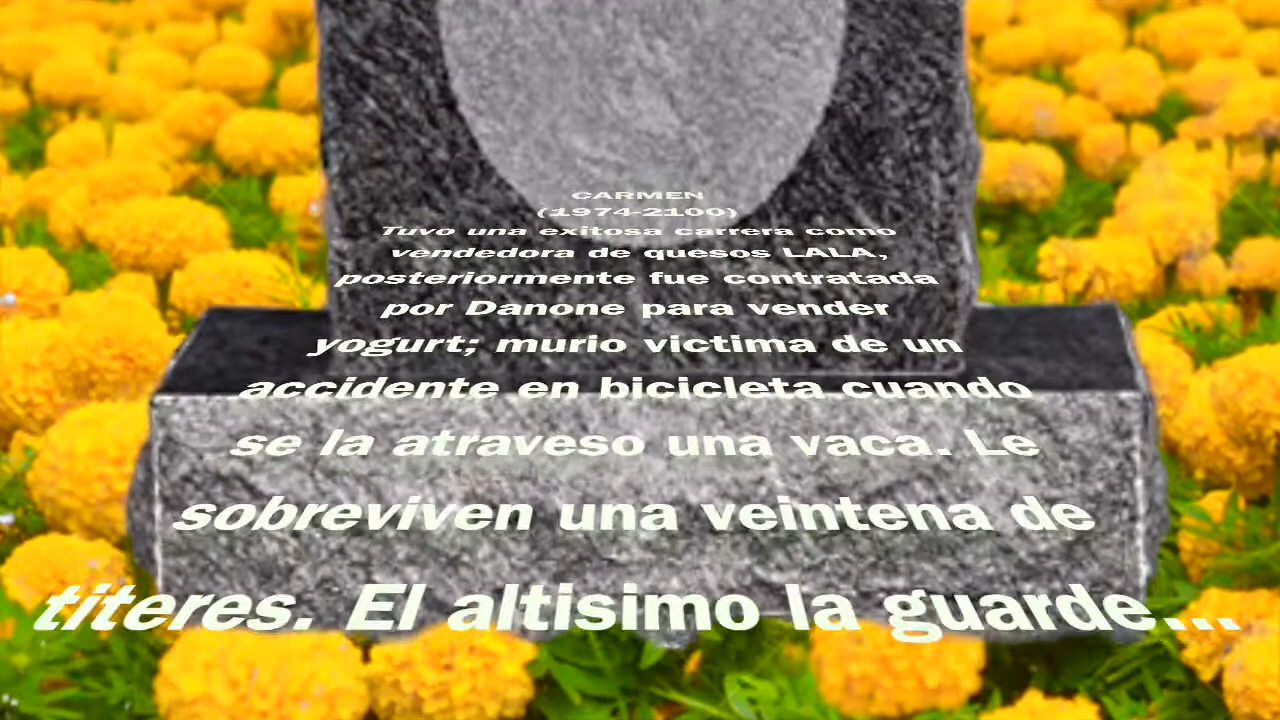 CARMEN
(1974-2100)
Tuvo una exitosa carrera como
vendedora de quesos LALA,
posteriormente fue contratada
por Danone para vender
yogurt; murio victima de un
accidente en bicicleta cuando
se la atraveso una vaca. Le
sobreviven una veintena de
titeres. El altisimo la guarde...